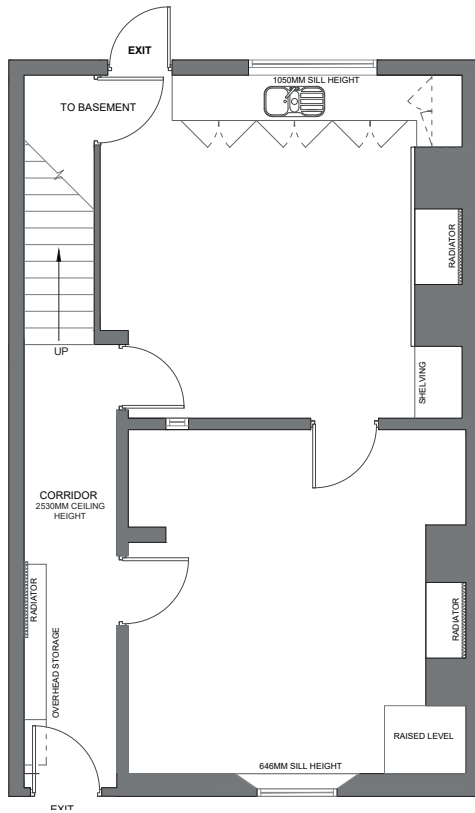 EXIT
1050MM SILL HEIGHT
TO BASEMENT
RADIATOR
UP
SHELVING
CORRIDOR
2530MM CEILING
HEIGHT
RADIATOR
RADIATOR
OVERHEAD STORAGE
RAISED LEVEL
646MM SILL HEIGHT
EXIT